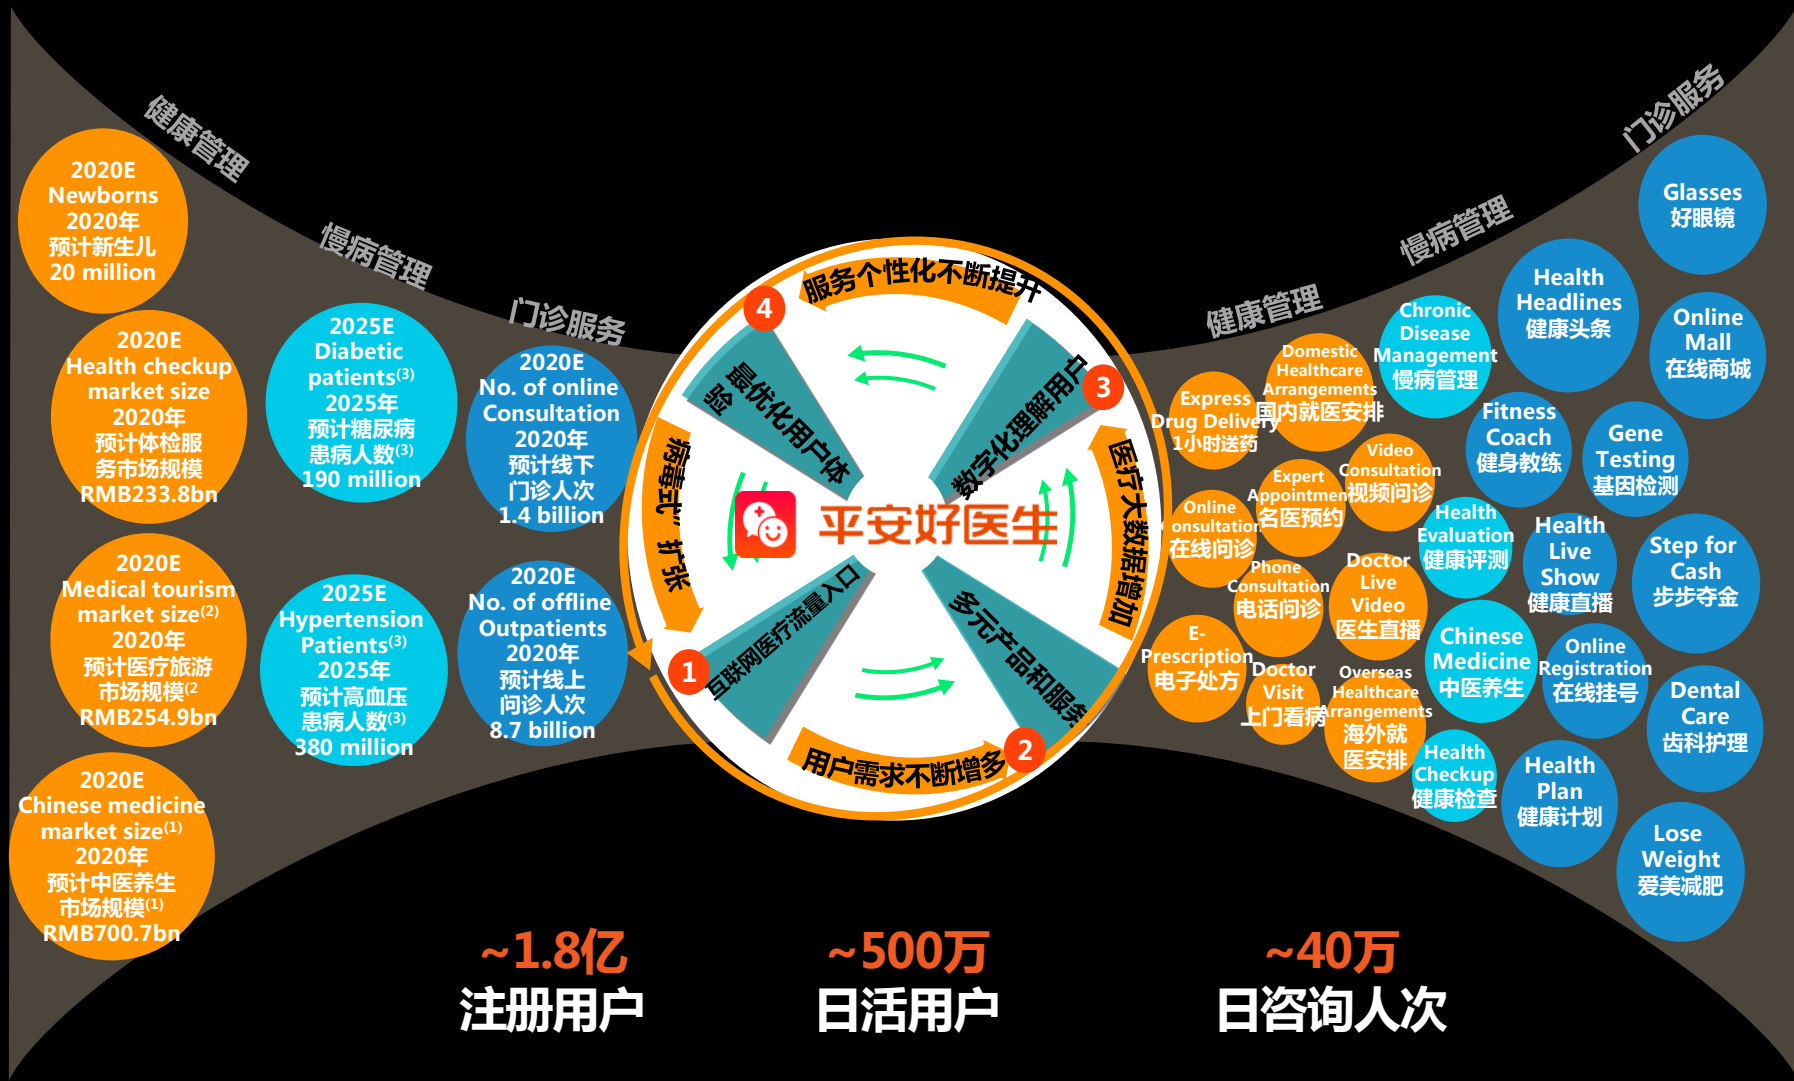 健康管理
慢病管理
门诊服务
2020E
Newborns
2020年
预计新生儿
20 million
2020E
Health checkup
market size
2020年
预计体检服
务市场规模
RMB233.8bn
2020E
Medical tourism
market size(2)
2020年
预计医疗旅游
市场规模(2
RMB254.9bn
2020E
Chinese medicine
market size(1)
2020年
预计中医养生
市场规模(1)
RMB700.7bn
2025E
Diabetic
patients(3)
2025年
预计糖尿病
患病人数(3)
190 million
2025E
Hypertension
Patients(3)
2025年
预计高血压
患病人数(3)
380 million
2020E
No. of online
Consultation
2020年
预计线下
门诊人次
1.4 billion
2020E
No. of offline
Outpatients
2020年
预计线上
问诊人次
8.7 billion
4
服务个性化不断提升
最优化用户体
验
数字化理解用户
3
病毒式”扩张
平安好医生
医疗大数据增加
1
互联网医疗流量入口
多元产品和服务
2
用户需求不断增多
健康管理
慢病管理
门诊服务
Express
Drug Delivery
1小时送药
Domestic
Healthcare
Arrangements
国内就医安排
Chronic
Disease
Management
慢病管理
Health
Headlines
健康头条
Glasses
好眼镜
Online
Mall
在线商城
Online
Consultation
在线问诊
Expert
Appointment
名医预约
Video
Consultation
视频问诊
Fitness
Coach
健身教练
Gene
Testing
基因检测
Phone
Consultation
电话问诊
Doctor
Live
Video
医生直播
Health
Evaluation
健康评测
Health
Live
Show
健康直播
Step for
Cash
步步夺金
E-
Prescription
电子处方
Doctor
Visit
上门看病
Overseas
Healthcare
Arrangements
海外就
医安排
Chinese
Medicine
中医养生
Online
Registration
在线挂号
Dental
Care
齿科护理
Health
Checkup
健康检查
Health
Plan
健康计划
Lose
Weight
爱美减肥
~1.8亿
注册用户
~500万
日活用户
~40万
日咨询人次